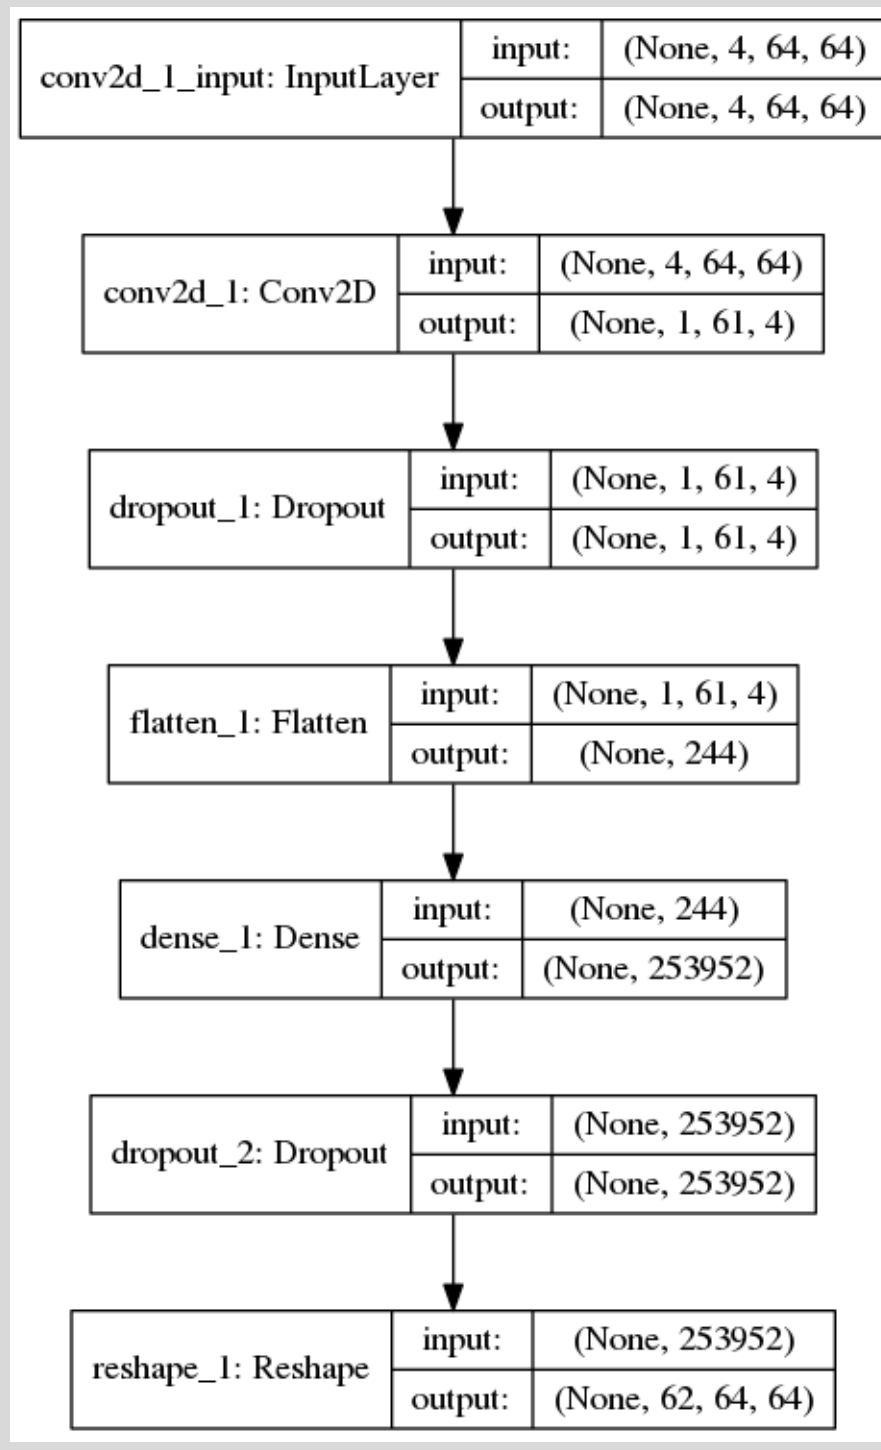 conv2d_1_input: InputLayer
input: (None, 4, 64, 64)
output: (None, 4, 64, 64)
conv2d_1: Conv2D
input: (None, 4, 64, 64)
output: (None, 1, 61, 4)
dropout_1: Dropout
input: (None, 1, 61, 4)
output: (None, 1, 61, 4)
flatten_1: Flatten
input: (None, 1, 61, 4)
output: (None, 244)
dense_1: Dense
input: (None, 244)
output: (None, 253952)
dropout_2: Dropout
input: (None, 253952)
output: (None, 253952)
reshape_1: Reshape
input: (None, 253952)
output: (None, 62, 64, 64)